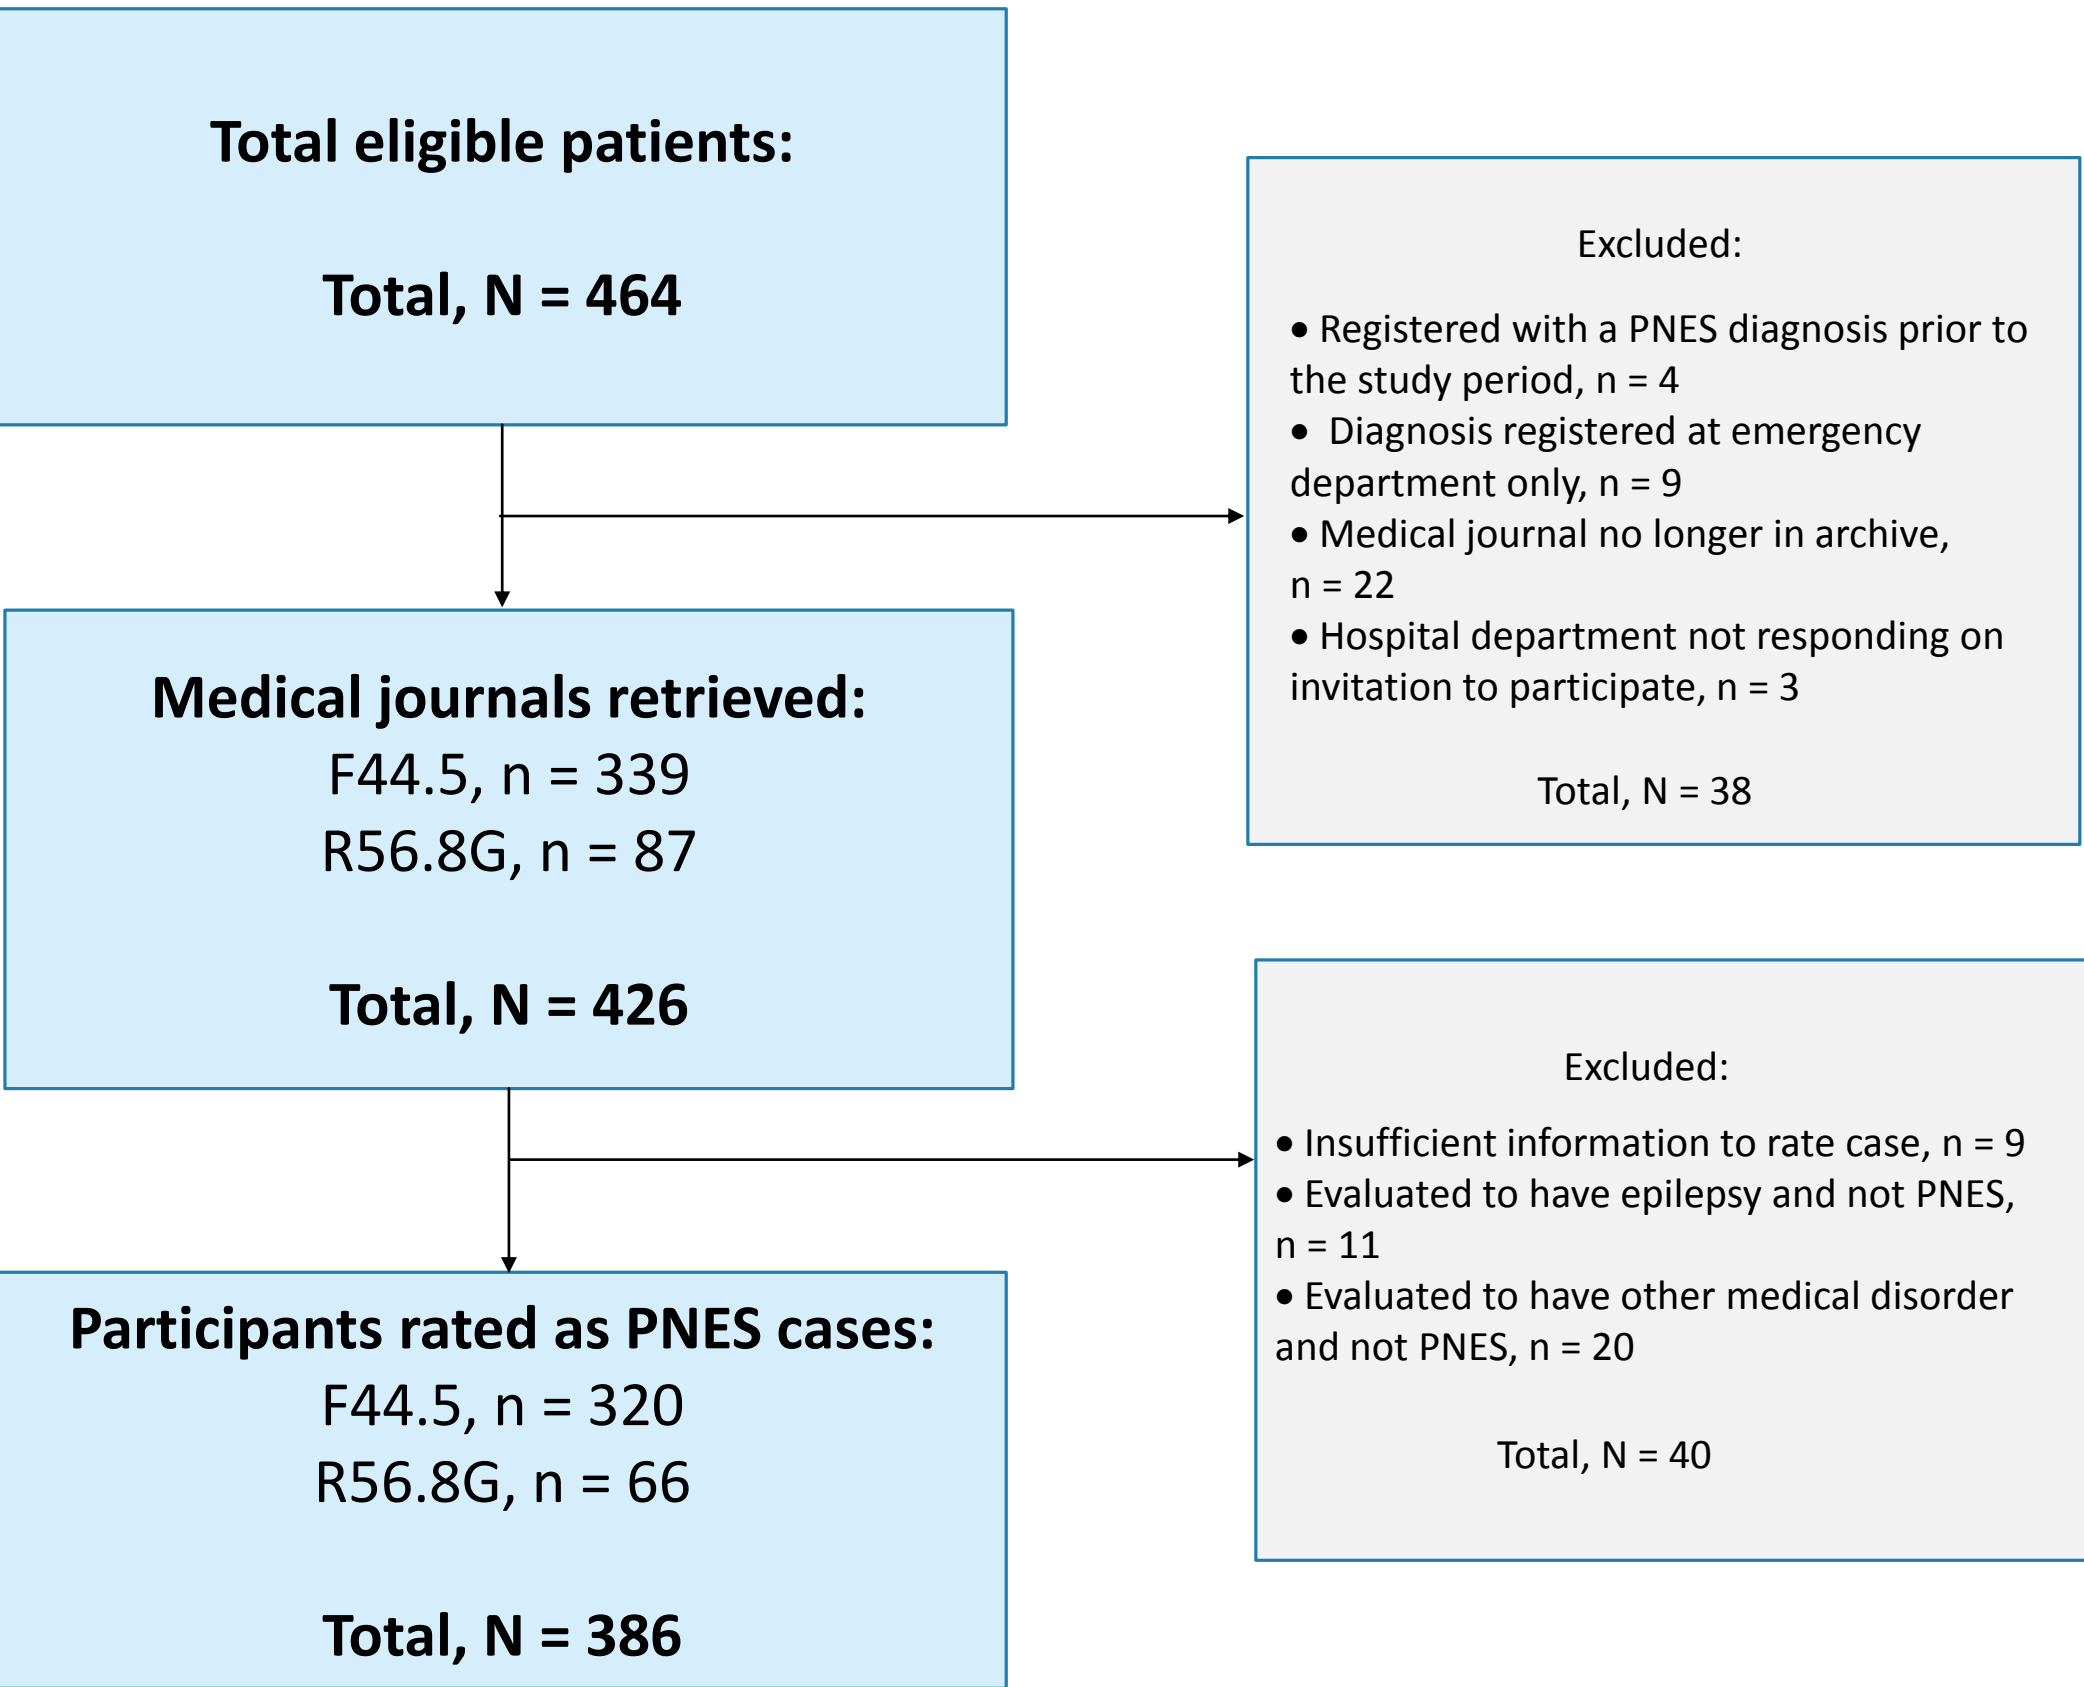 Total eligible patients:
Total, N = 464
Excluded:
• Registered with a PNES diagnosis prior to
the study period, n = 4
• Diagnosis registered at emergency
department only, n = 9
• Medical journal no longer in archive,
n = 22
• Hospital department not responding on
invitation to participate, n = 3
Total, N = 38
Medical journals retrieved:
F44.5, n = 339
R56.8G, n = 87
Total, N = 426
Excluded:
• Insufficient information to rate case, n = 9
• Evaluated to have epilepsy and not PNES,
n = 11
• Evaluated to have other medical disorder
and not PNES, n = 20
Total, N = 40
Participants rated as PNES cases:
F44.5, n = 320
R56.8G, n = 66
Total, N = 386